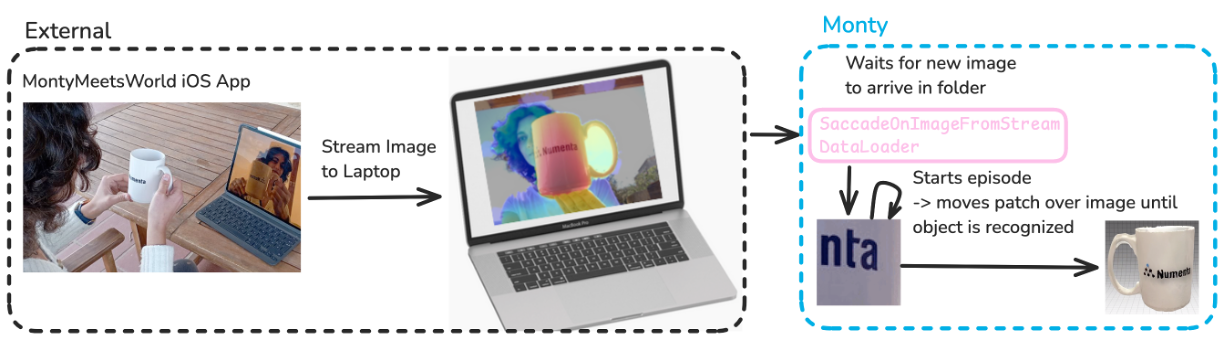 External
MontyMeetsWorld iOS App
Numenta
Stream Image
to Laptop
Numenta
MacBook Pro
Monty
Waits for new image
to arrive in folder
SaccadeOnImageFromStream
DataLoader
Starts episode
-> moves patch over image until
object is recognized
nta
Numenta